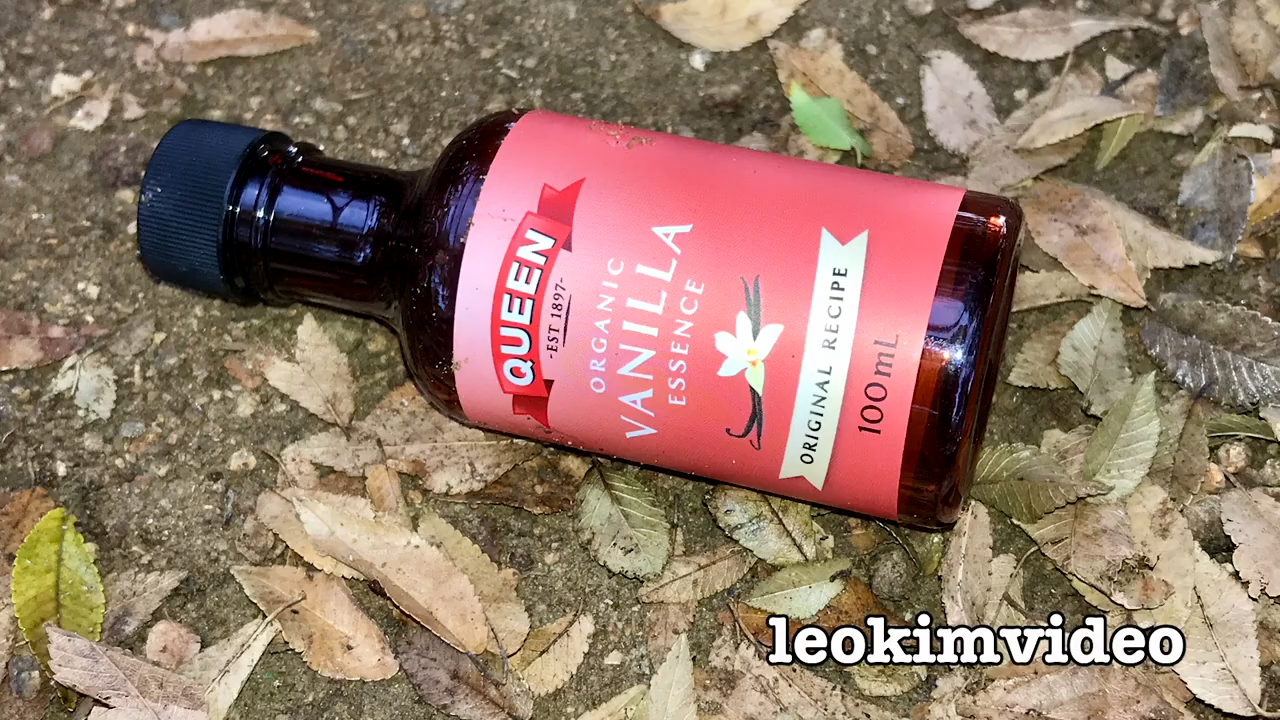 QUEEN
-EST 1897-
ORGANIC
VANILLA
ESSENCE
ORIGINAL RECIPE
100mL
leokimvideo